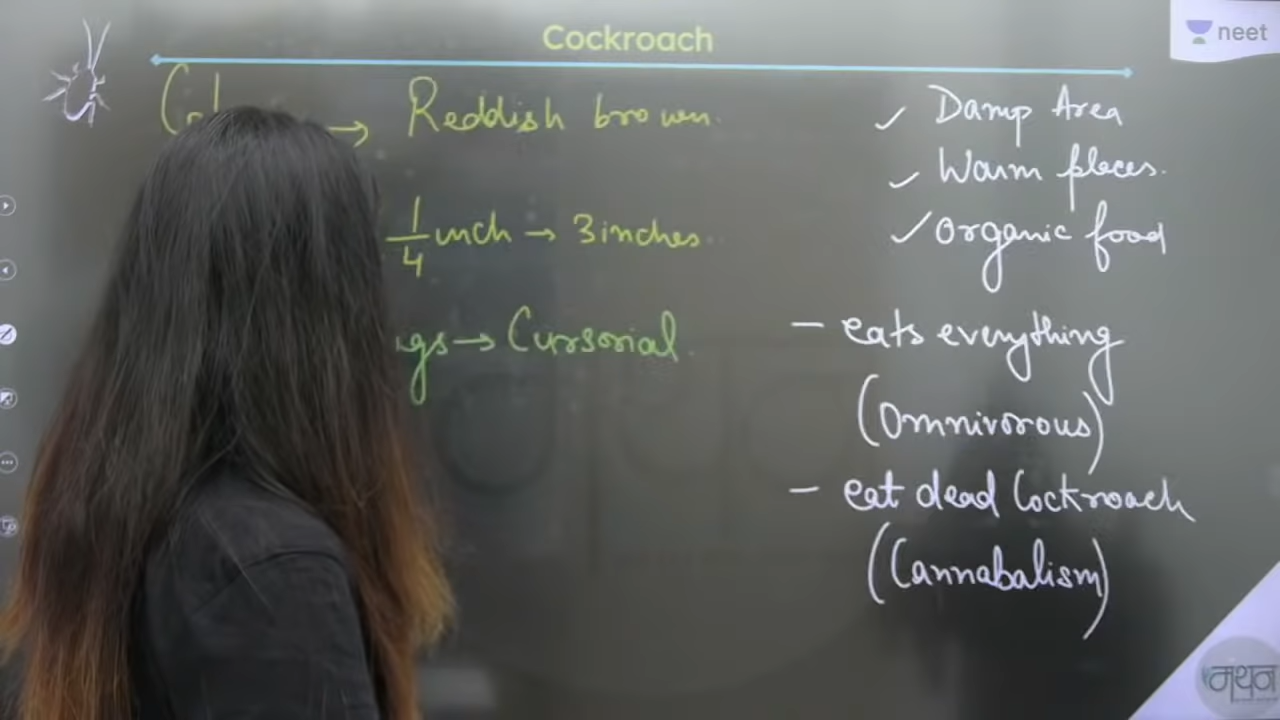 Cockroach
neet
→ Reddish brown.
1/4 inch → 3 inches.
→ Cursorial.
✓ Damp Area
✓ Warm places.
✓ Organic food
- eats everything
(Omnivorous)
- eat dead Cockroach
(Cannabalism)
मंथन